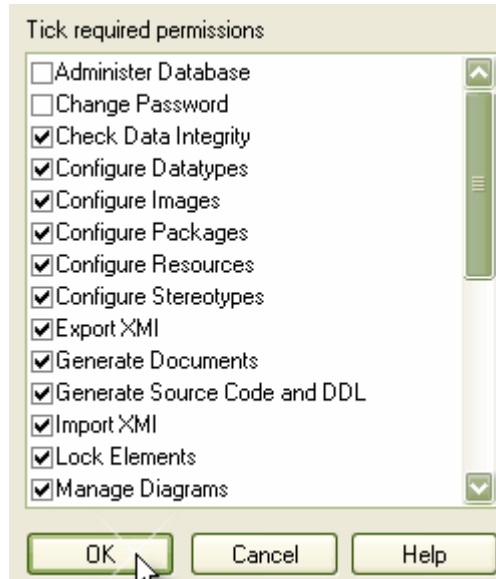 Tick required permissions
Administer Database
Change Password
Check Data Integrity
Configure Datatypes
Configure Images
Configure Packages
Configure Resources
Configure Stereotypes
Export XMI
Generate Documents
Generate Source Code and DDL
Import XMI
Lock Elements
Manage Diagrams
OK Cancel Help